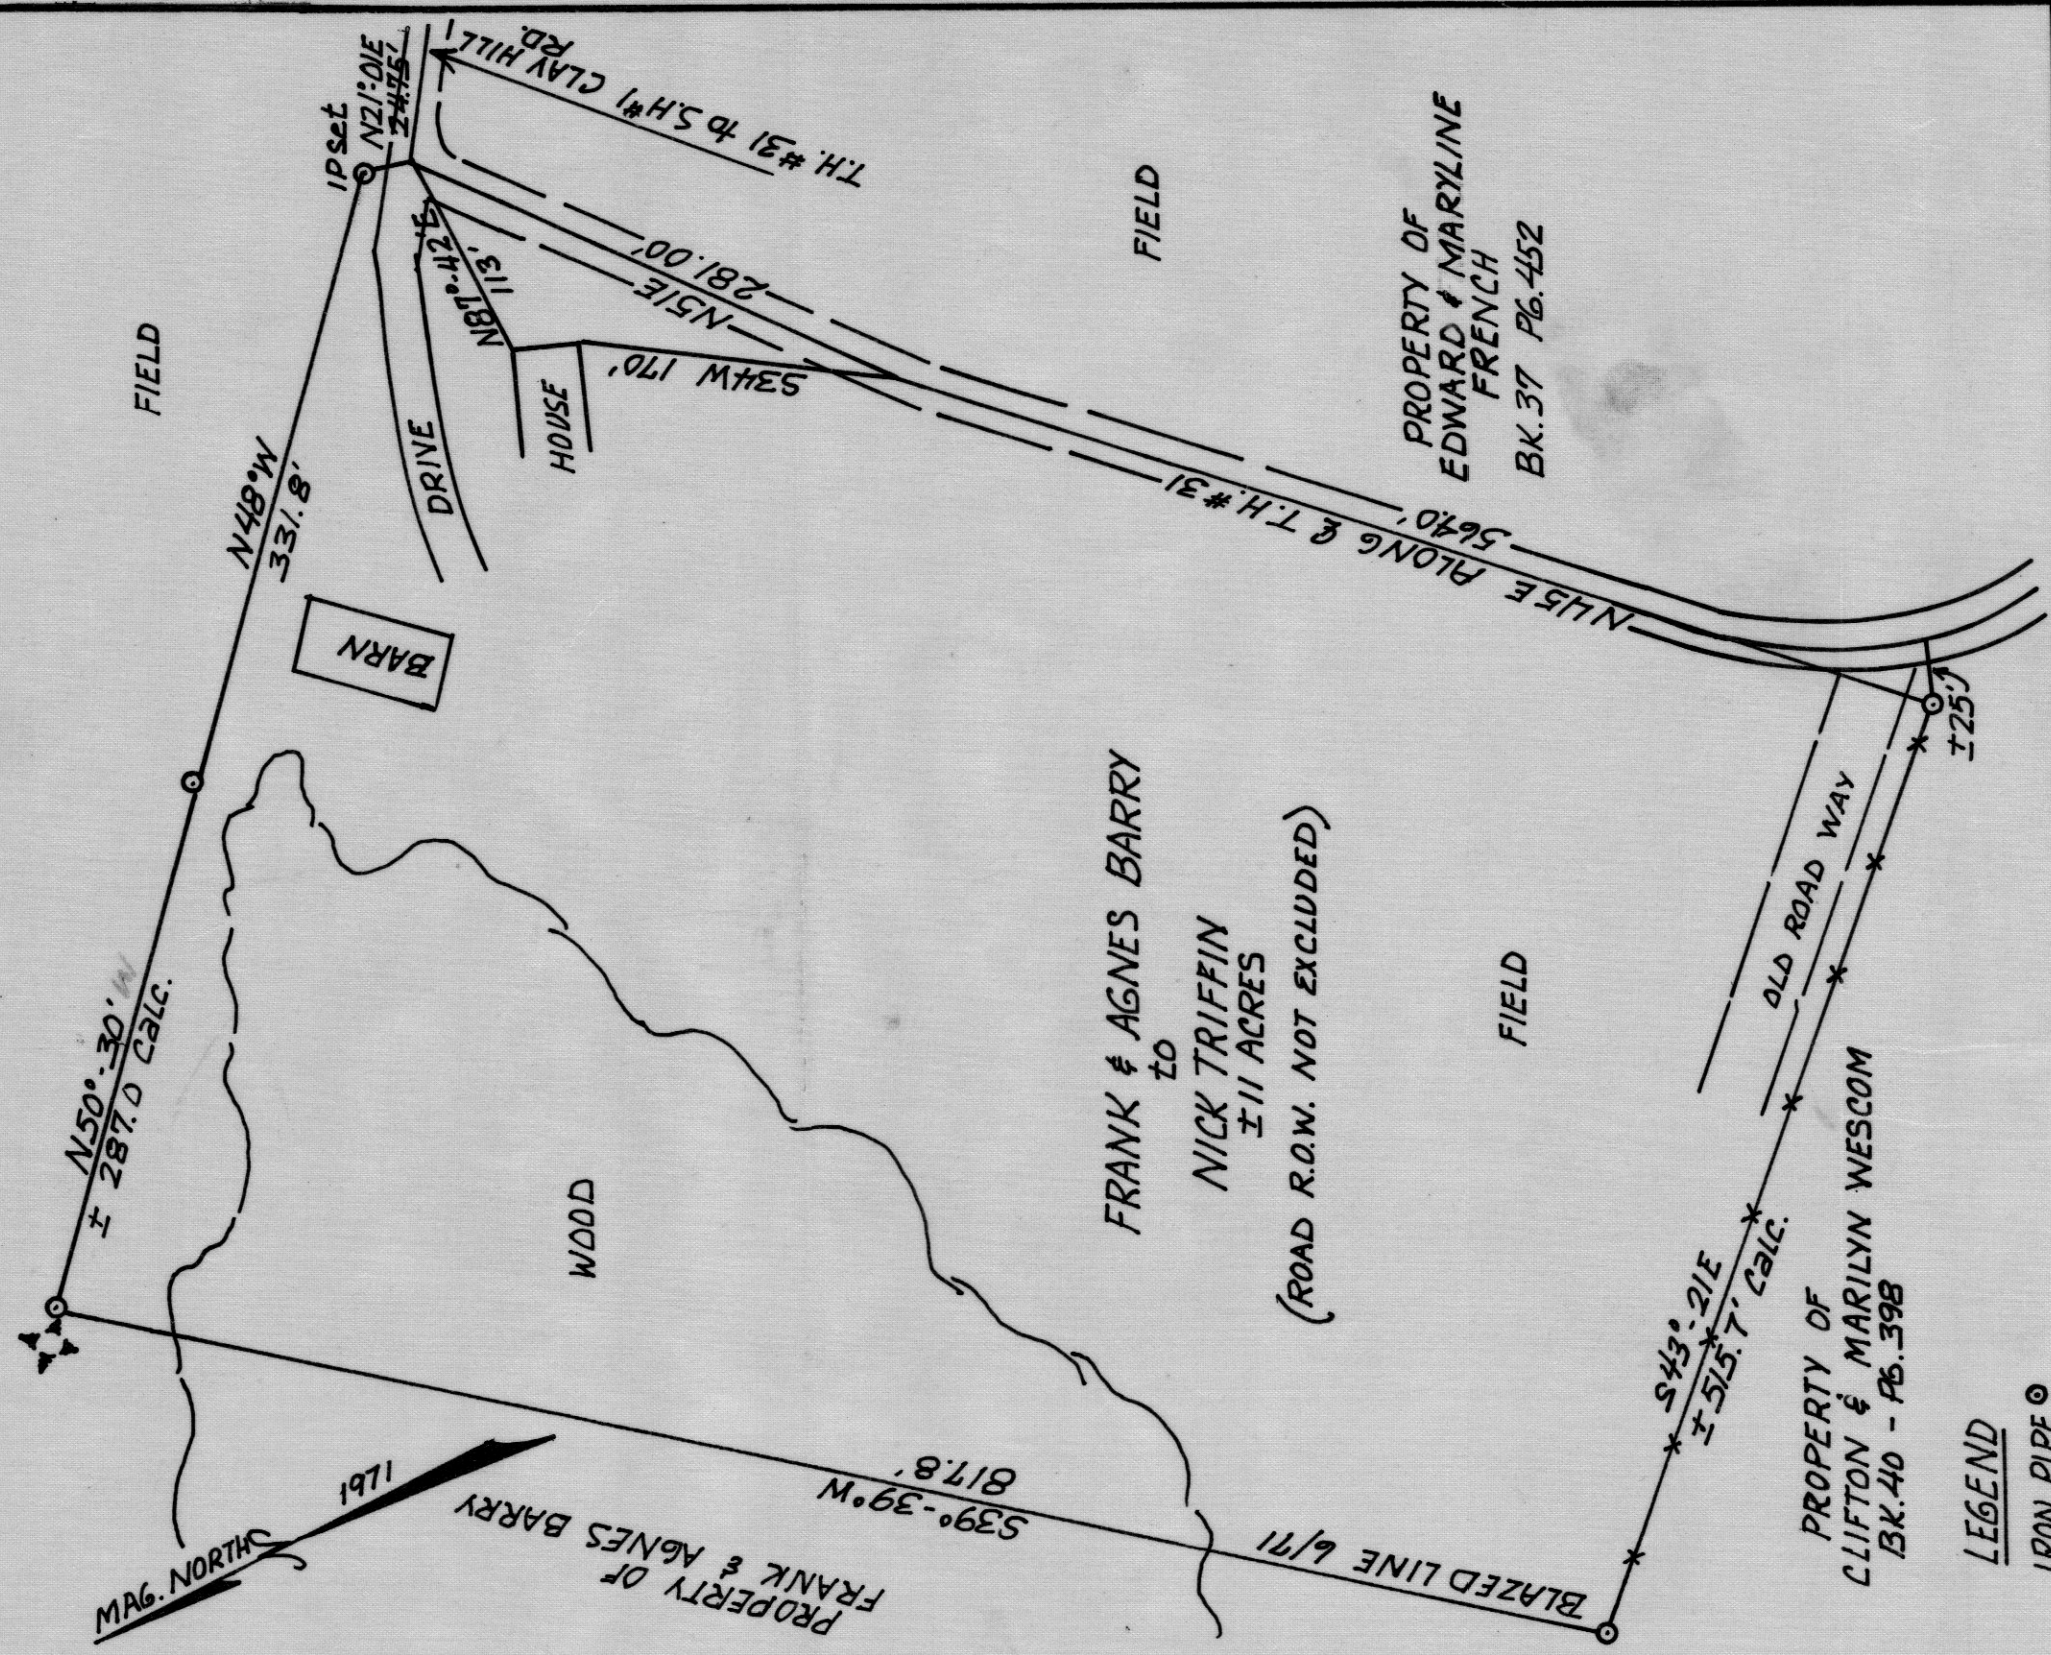 IP set
N21°:01E
24.75'
T.H. #31 to S.H #1 CLAY HILL
RD.
FIELD
N48°W
331.8'
DRIVE
N87°.42'E
113'
HOUSE
BARN
S34W 170'
N51E
281.00'
FIELD
PROPERTY OF
EDWARD & MARYLINE
FRENCH
BK.37 PG.452
N45E ALONG ℄ T.H.#31
564.0'
N50°-30' W
± 287.0 Calc.
WOOD
FRANK & AGNES BARRY
to
NICK TRIFFIN
± 11 ACRES
(ROAD R.O.W. NOT EXCLUDED)
FIELD
OLD ROAD WAY
±25'
MAG. NORTH
1971
PROPERTY OF
FRANK & AGNES BARRY
S39°-39°W
817.8'
BLAZED LINE 6/71
S43°-21E
± 515.7' Calc.
PROPERTY OF
CLIFTON & MARILYN WESCOM
BK.40 - PG.398
LEGEND
IRON PIPE